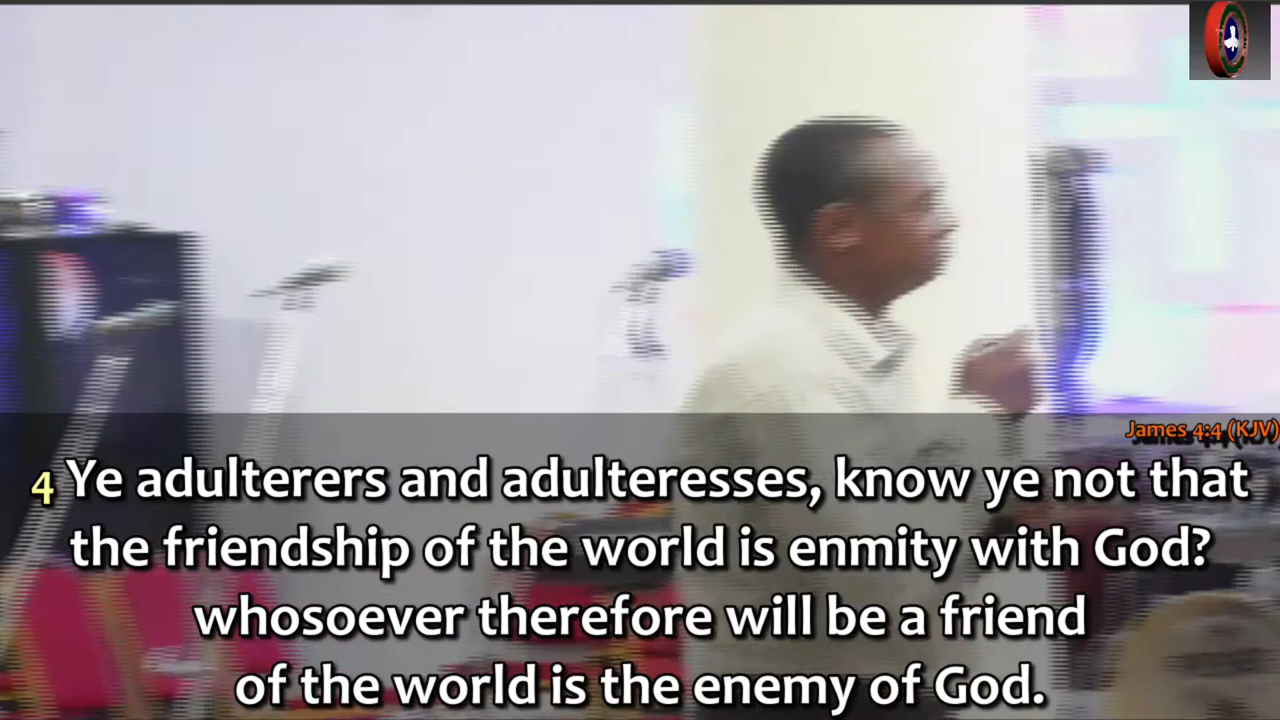 James 4:4 (KJV)
4 Ye adulterers and adulteresses, know ye not that
the friendship of the world is enmity with God?
whosoever therefore will be a friend
of the world is the enemy of God.